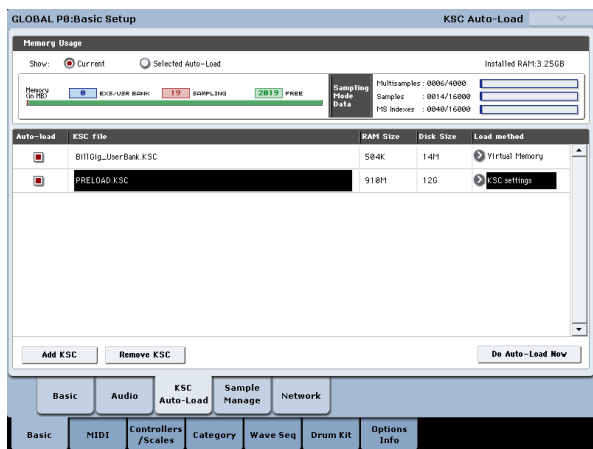 GLOBAL P0:Basic Setup KSC Auto-Load
Memory Usage
Show: Current Selected Auto-Load Installed RAM:3.25GB
Memory (in MB) 0 EXS/USR BANK 19 SAMPLING 2019 FREE
Sampling Mode Data
Multisamples : 0006/4000
Samples : 0014/16000
MS Indexes : 0040/16000
Auto-load KSC file RAM Size Disk Size Load method
Bill'Gig_UserBank.KSC 504K 14M Virtual Memory
PRELOAD.KSC 910M 12G KSC settings
Add KSC Remove KSC Do Auto-Load Now
Basic Audio KSC Auto-Load Sample Manage Network
Basic MIDI Controllers /Scales Category Wave Seq Drum Kit Options Info